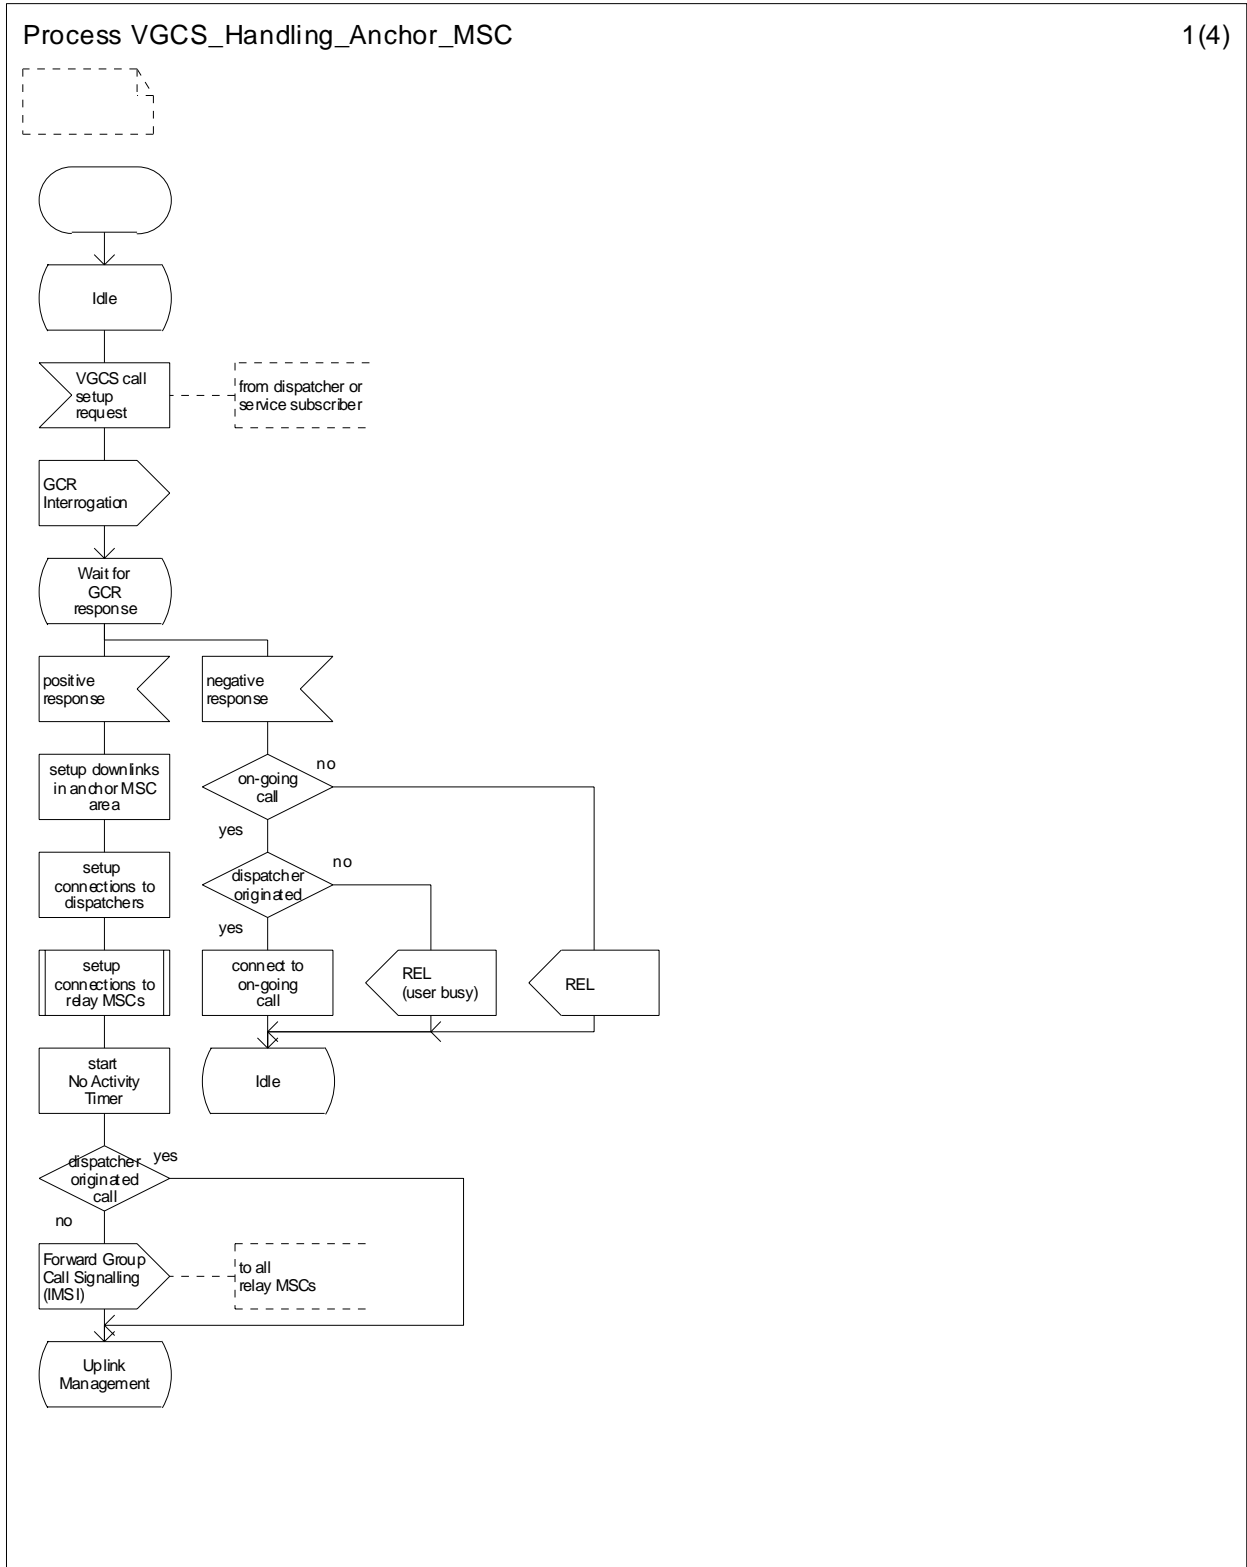 Process VGCS_Handling_Anchor_MSC
1(4)
Idle
VGCS call
setup
request
from dispatcher or
service subscriber
GCR
Interrogation
Wait for
GCR
response
positive
response
negative
response
setup downlinks
in anchor MSC
area
on-going
call
no
yes
setup
connections to
dispatchers
dispatcher
originated
no
yes
setup
connections to
relay MSCs
connect to
on-going
call
REL
(user busy)
REL
start
No Activity
Timer
Idle
dispatcher
originated
call
yes
no
Forward Group
Call Signalling
(IMSI)
to all
relay MSCs
Uplink
Management